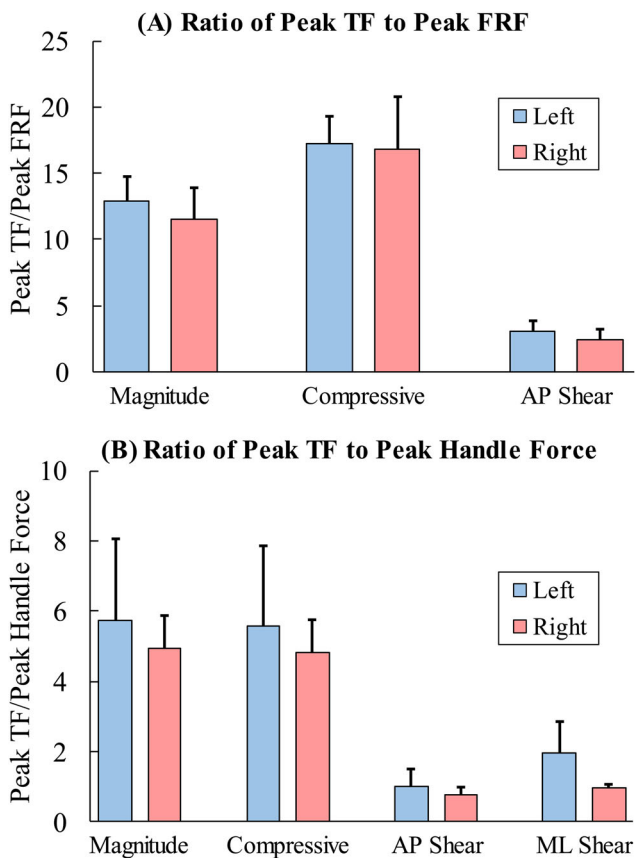 (A) Ratio of Peak TF to Peak FRF
Peak TF/Peak FRF
25
20
15
10
5
0
Left
Right
Magnitude Compressive AP Shear
(B) Ratio of Peak TF to Peak Handle Force
Peak TF/Peak Handle Force
10
8
6
4
2
0
Left
Right
Magnitude Compressive AP Shear ML Shear